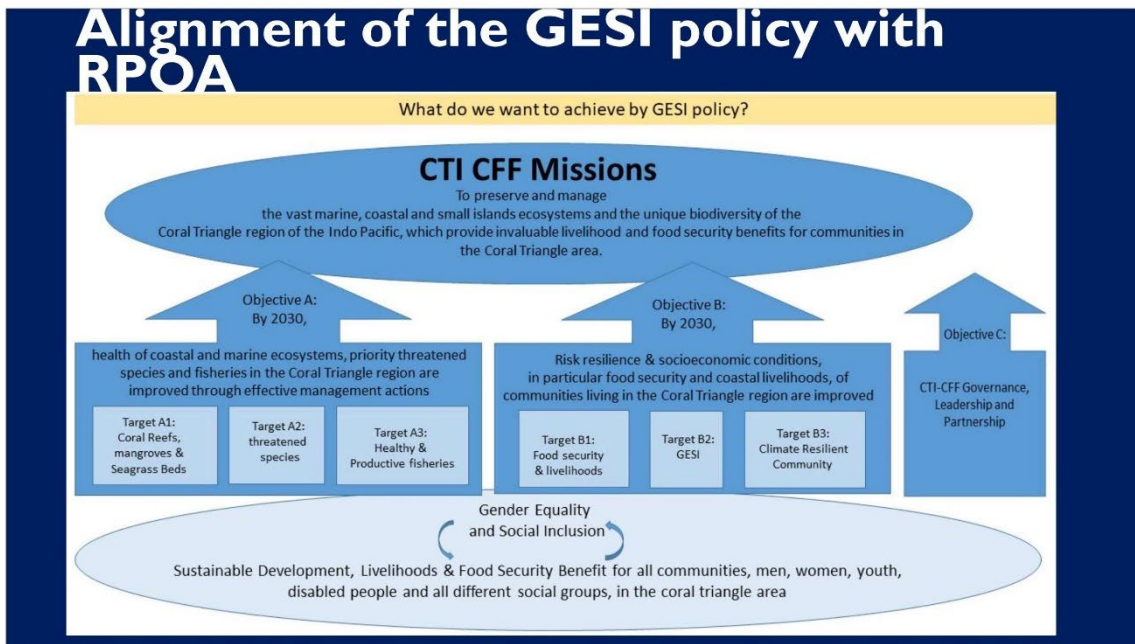 Alignment of the GESI policy with
RPOA
What do we want to achieve by GESI policy?
CTI CFF Missions
To preserve and manage
the vast marine, coastal and small islands ecosystems and the unique biodiversity of the
Coral Triangle region of the Indo Pacific, which provide invaluable livelihood and food security benefits for communities in
the Coral Triangle area.
Objective A:
By 2030,
health of coastal and marine ecosystems, priority threatened
species and fisheries in the Coral Triangle region are
improved through effective management actions
Target A1:
Coral Reefs,
mangroves &
Seagrass Beds
Target A2:
threatened
species
Target A3:
Healthy &
Productive fisheries
Objective B:
By 2030,
Risk resilience & socioeconomic conditions,
in particular food security and coastal livelihoods, of
communities living in the Coral Triangle region are improved
Target B1:
Food security
& livelihoods
Target B2:
GESI
Target B3:
Climate Resilient
Community
Objective C:
CTI-CFF Governance,
Leadership and
Partnership
Gender Equality
and Social Inclusion
Sustainable Development, Livelihoods & Food Security Benefit for all communities, men, women, youth,
disabled people and all different social groups, in the coral triangle area